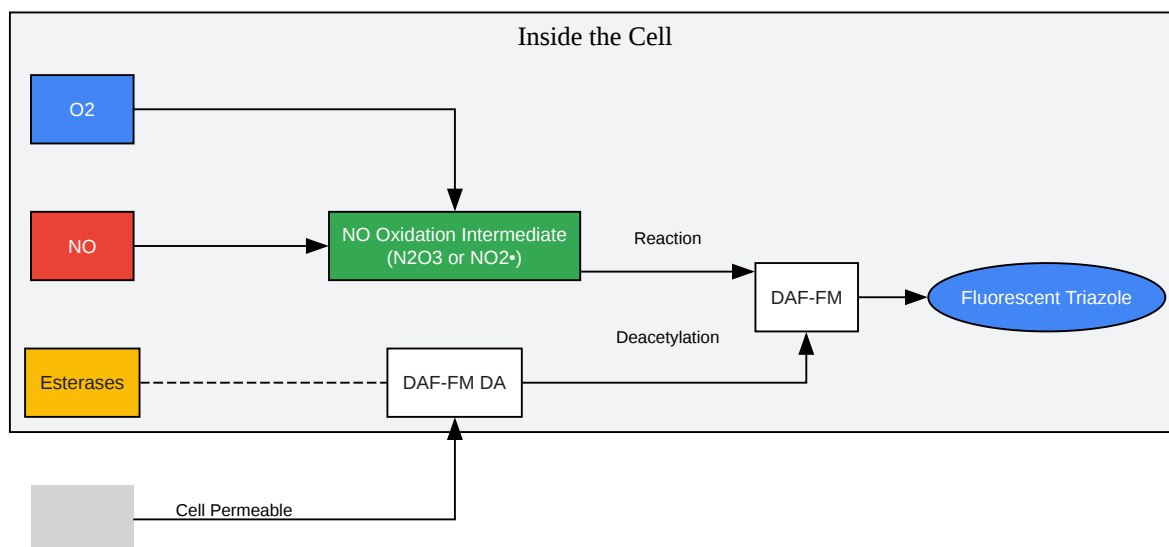 Inside the Cell
O2
NO
NO Oxidation Intermediate
(N2O3 or NO2•)
Reaction
DAF-FM
Fluorescent Triazole
Deacetylation
Esterases
DAF-FM DA
Cell Permeable